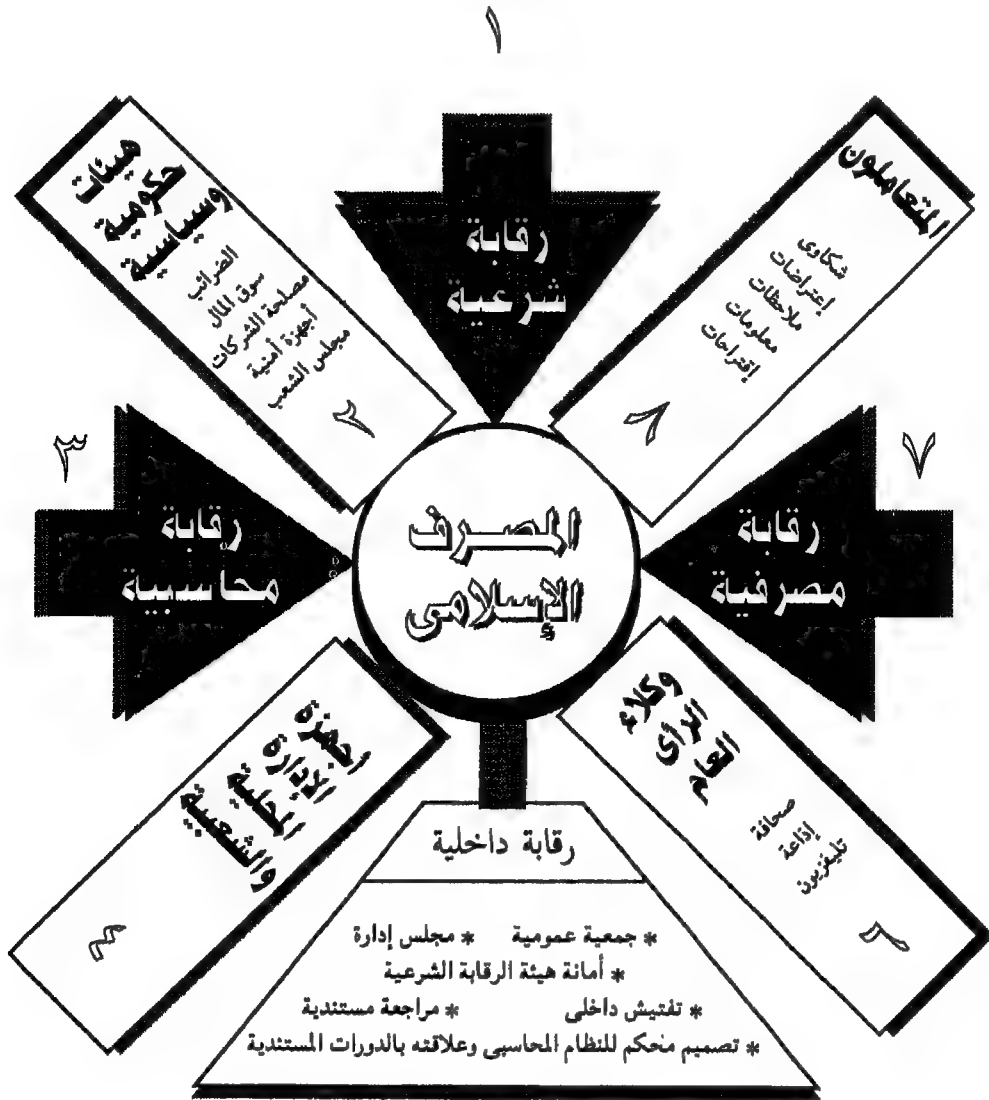 ١
رقابة
شرعية
هيئات
حكومية
وسياسية
الضرائب
سوق المال
مصلحة الشركات
أجهزة أمنية
مجلس الشعب
٢
٣
رقابة
محاسبية
أجهزة
الإدارة
المحلية
والشعبية
٤
المصرف
الإسلامى
رقابة داخلية
* جمعية عمومية * مجلس إدارة
* أمانة هيئة الرقابة الشرعية
* تفتيش داخلى * مراجعة مستندية
* تصميم محكم للنظام المحاسبى وعلاقته بالدورات المستندية
وكلاء
الرأى
العام
صحافة
إذاعة
تليفزيون
٦
٧
رقابة
مصرفية
المتعاملون
شكاوى
إعتراضات
ملاحظات
معلومات
إقتراحات
٨